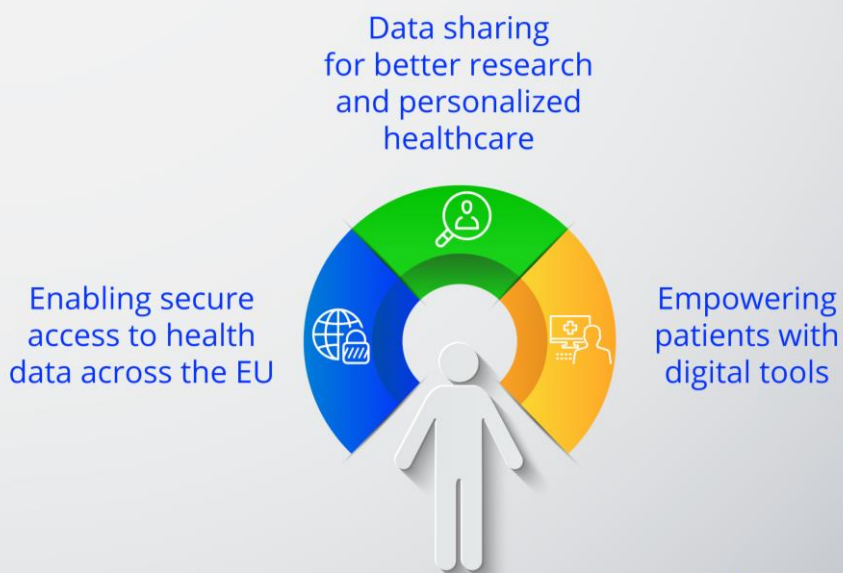 Data sharing
for better research
and personalized
healthcare
Enabling secure
access to health
data across the EU
Empowering
patients with
digital tools